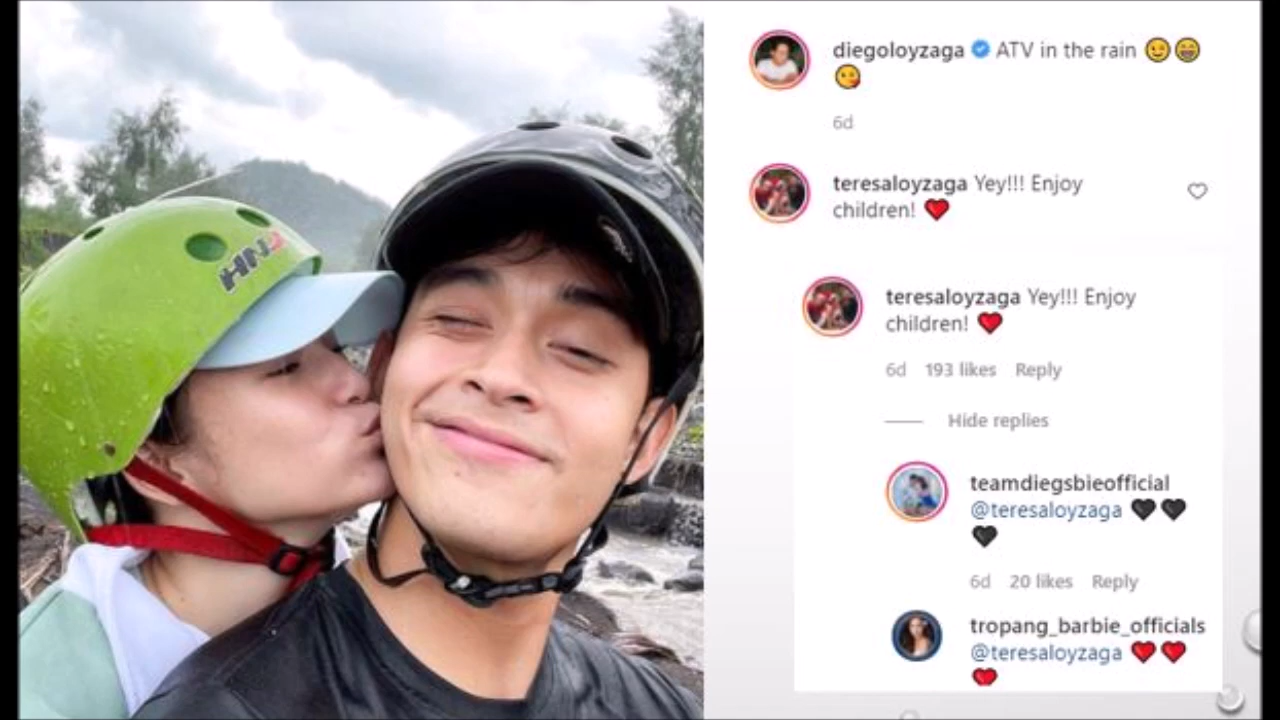 HNJ
diegoloyzaga ATV in the rain 😉😄
😋
6d
teresaloyzaga Yey!!! Enjoy
children! ❤️
teresaloyzaga Yey!!! Enjoy
children! ❤️
6d 193 likes Reply
Hide replies
teamdiegsbieofficial
@teresaloyzaga 🖤🖤
🖤
6d 20 likes Reply
tropang_barbie_officials
@teresaloyzaga ❤️❤️
❤️